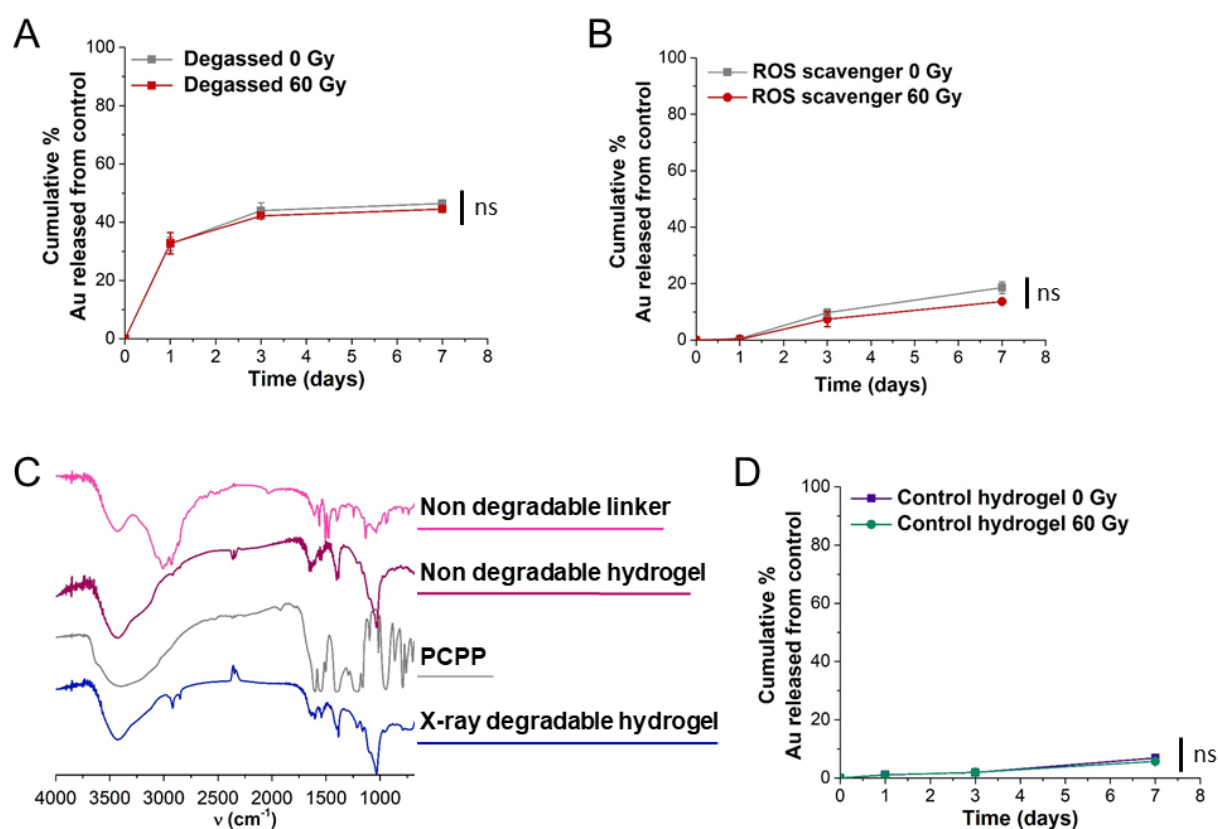 A
100
80
60
40
20
0
Cumulative %
Au released from control
Degassed 0 Gy
Degassed 60 Gy
ns
0 1 2 3 4 5 6 7 8
Time (days)
B
100
80
60
40
20
0
Cumulative %
Au released from control
ROS scavenger 0 Gy
ROS scavenger 60 Gy
ns
0 1 2 3 4 5 6 7 8
Time (days)
C
Non degradable linker
Non degradable hydrogel
PCPP
X-ray degradable hydrogel
4000 3500 3000 2500 2000 1500 1000
ν (cm⁻¹)
D
100
80
60
40
20
0
Cumulative %
Au released from control
Control hydrogel 0 Gy
Control hydrogel 60 Gy
ns
0 1 2 3 4 5 6 7 8
Time (days)